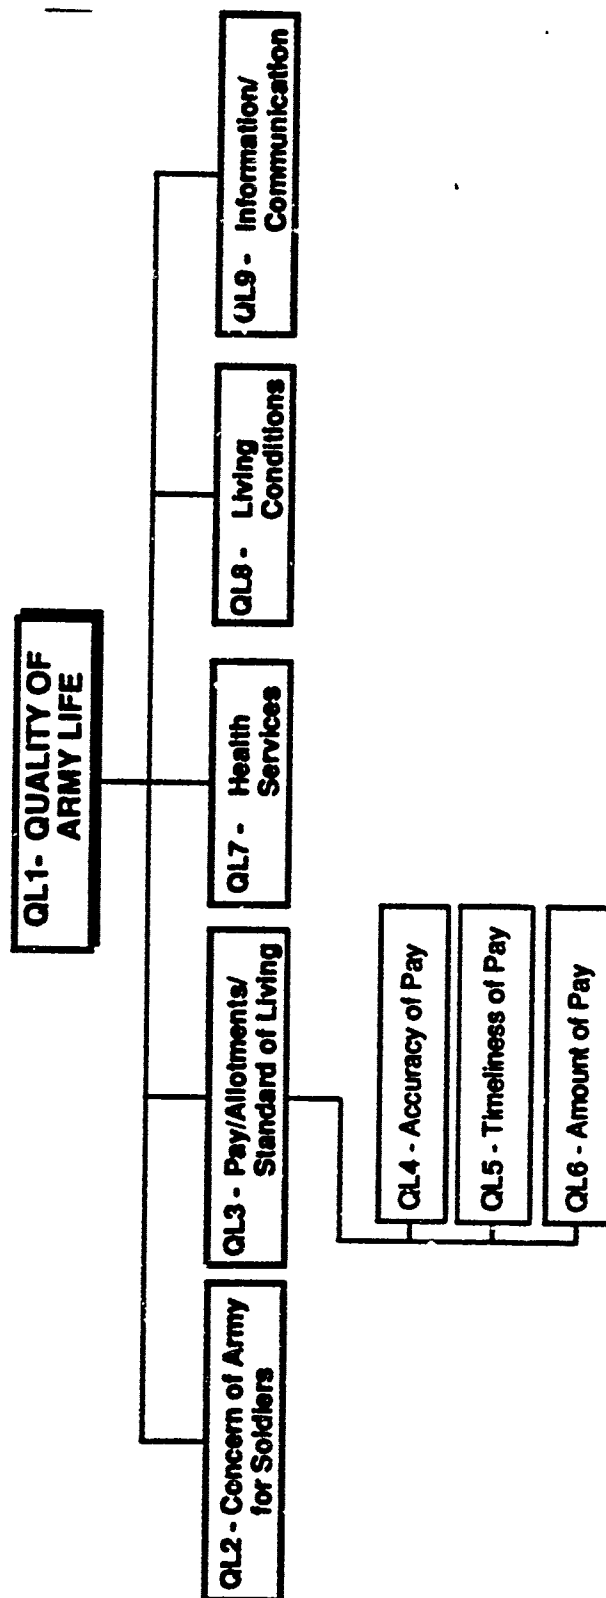 QL1- QUALITY OF
ARMY LIFE
QL2 - Concern of Army
for Soldiers
QL3 - Pay/Allotments/
Standard of Living
QL7 - Health
Services
QL8 - Living
Conditions
QL9 - Information/
Communication
QL4 - Accuracy of Pay
QL5 - Timeliness of Pay
QL6 - Amount of Pay